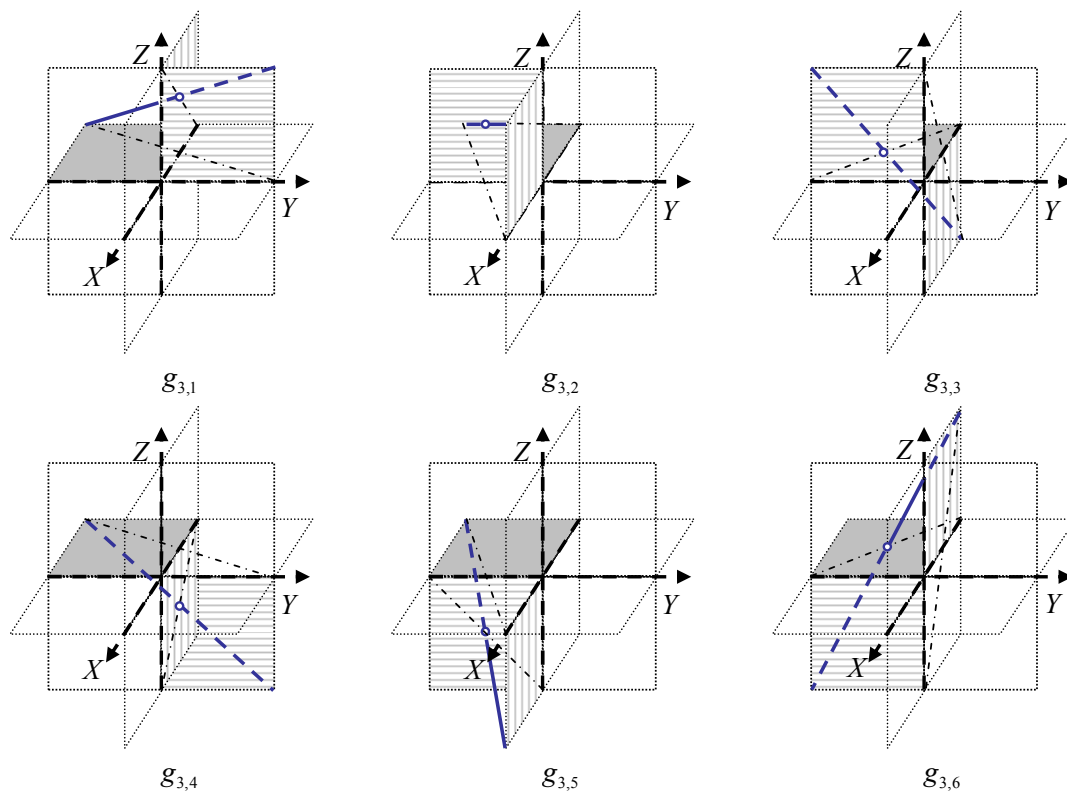 Z Z Z
Y Y Y
X X X
g3,1 g3,2 g3,3
Z Z Z
Y Y Y
X X X
g3,4 g3,5 g3,6